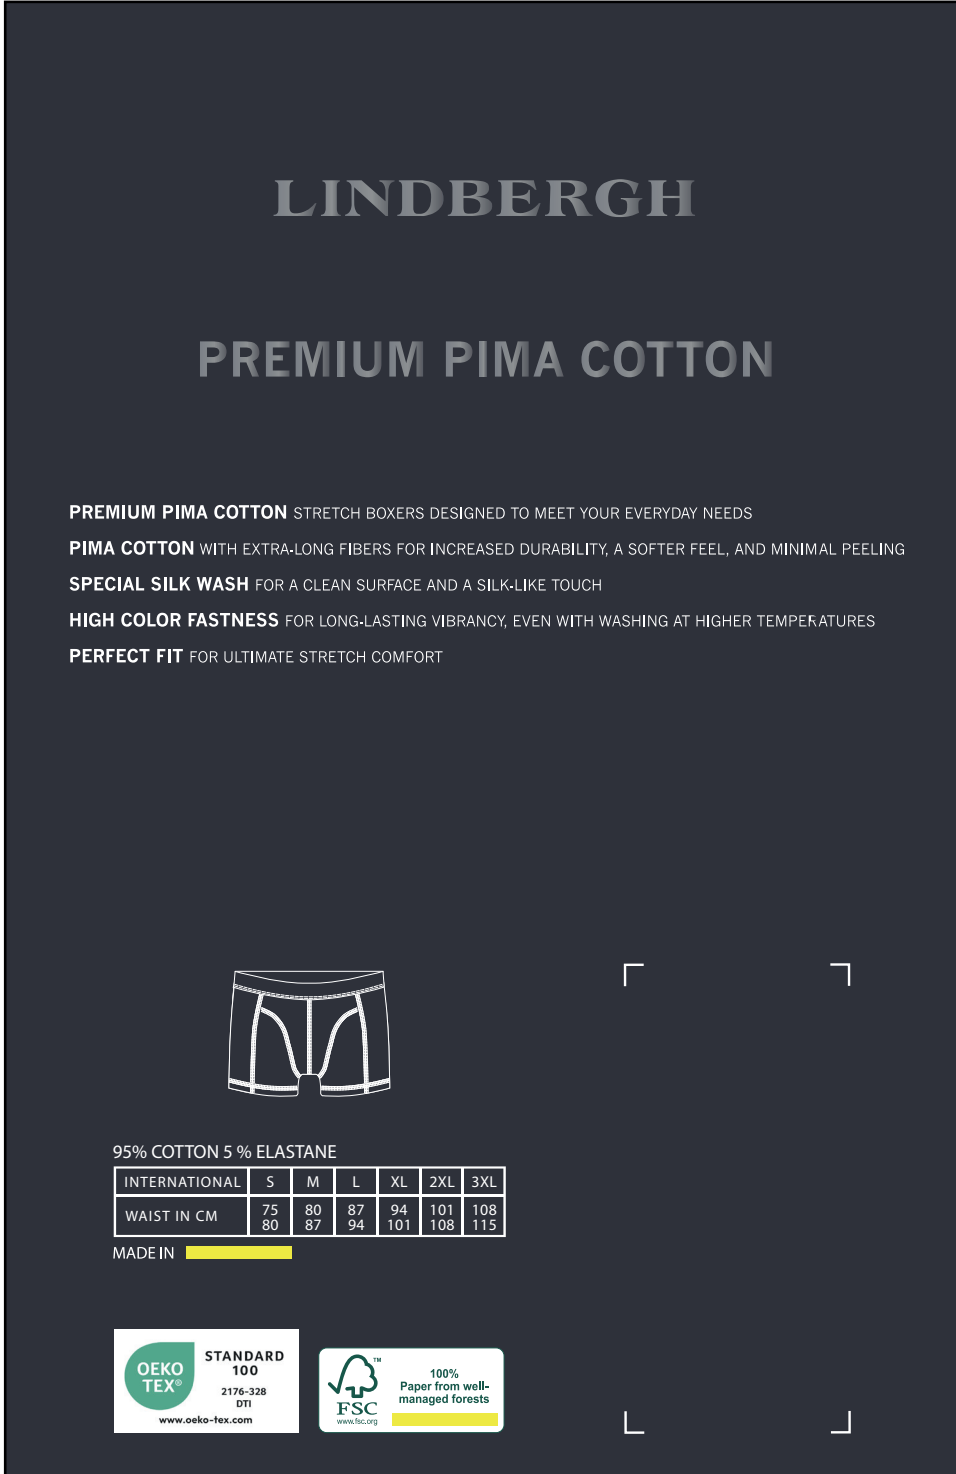 LINDBERGH
PREMIUM PIMA COTTON
PREMIUM PIMA COTTON STRETCH BOXERS DESIGNED TO MEET YOUR EVERYDAY NEEDS
PIMA COTTON WITH EXTRA-LONG FIBERS FOR INCREASED DURABILITY, A SOFTER FEEL, AND MINIMAL PEELING
SPECIAL SILK WASH FOR A CLEAN SURFACE AND A SILK-LIKE TOUCH
HIGH COLOR FASTNESS FOR LONG-LASTING VIBRANCY, EVEN WITH WASHING AT HIGHER TEMPERATURES
PERFECT FIT FOR ULTIMATE STRETCH COMFORT
95% COTTON 5 % ELASTANE
INTERNATIONAL S M L XL 2XL 3XL
WAIST IN CM 75 80 87 94 101 108
80 87 94 101 108 115
MADE IN
OEKO
TEX®
STANDARD
100
2176-328
DTI
www.oeko-tex.com
TM
FSC
www.fsc.org
100%
Paper from well-
managed forests